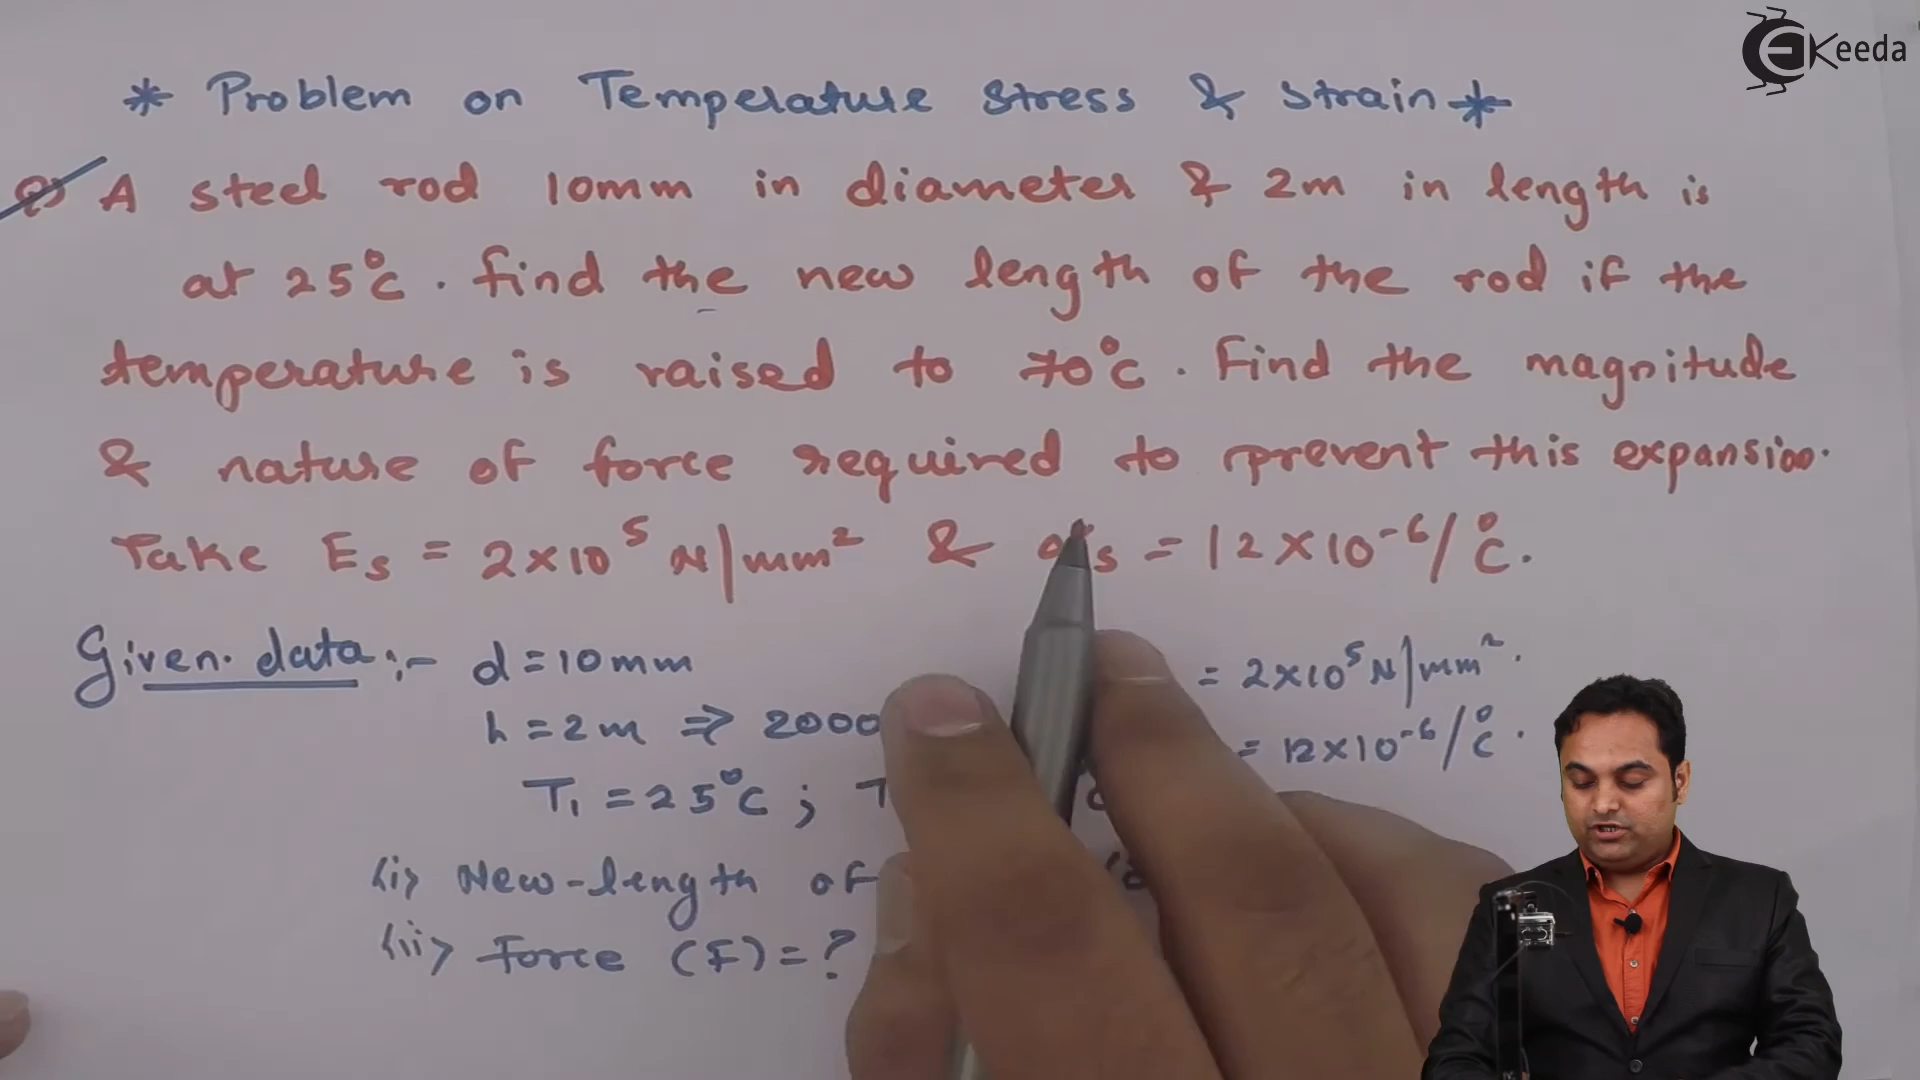 Keeda
* Problem on Temperature stress & strain *
Q) A steel rod 10mm in diameter & 2m in length is
at 25°C. find the new length of the rod if the
temperature is raised to 70°C. Find the magnitude
& nature of force required to prevent this expansion.
Take Es = 2×10⁵ N/mm² & αs = 12×10⁻⁶/°C.
Given data:- d=10mm = 2×10⁵N/mm².
L=2m ⇒ 2000 = 12×10⁻⁶/°C.
T₁=25°C; T
(i) New-length of
(ii) Force (F)=?